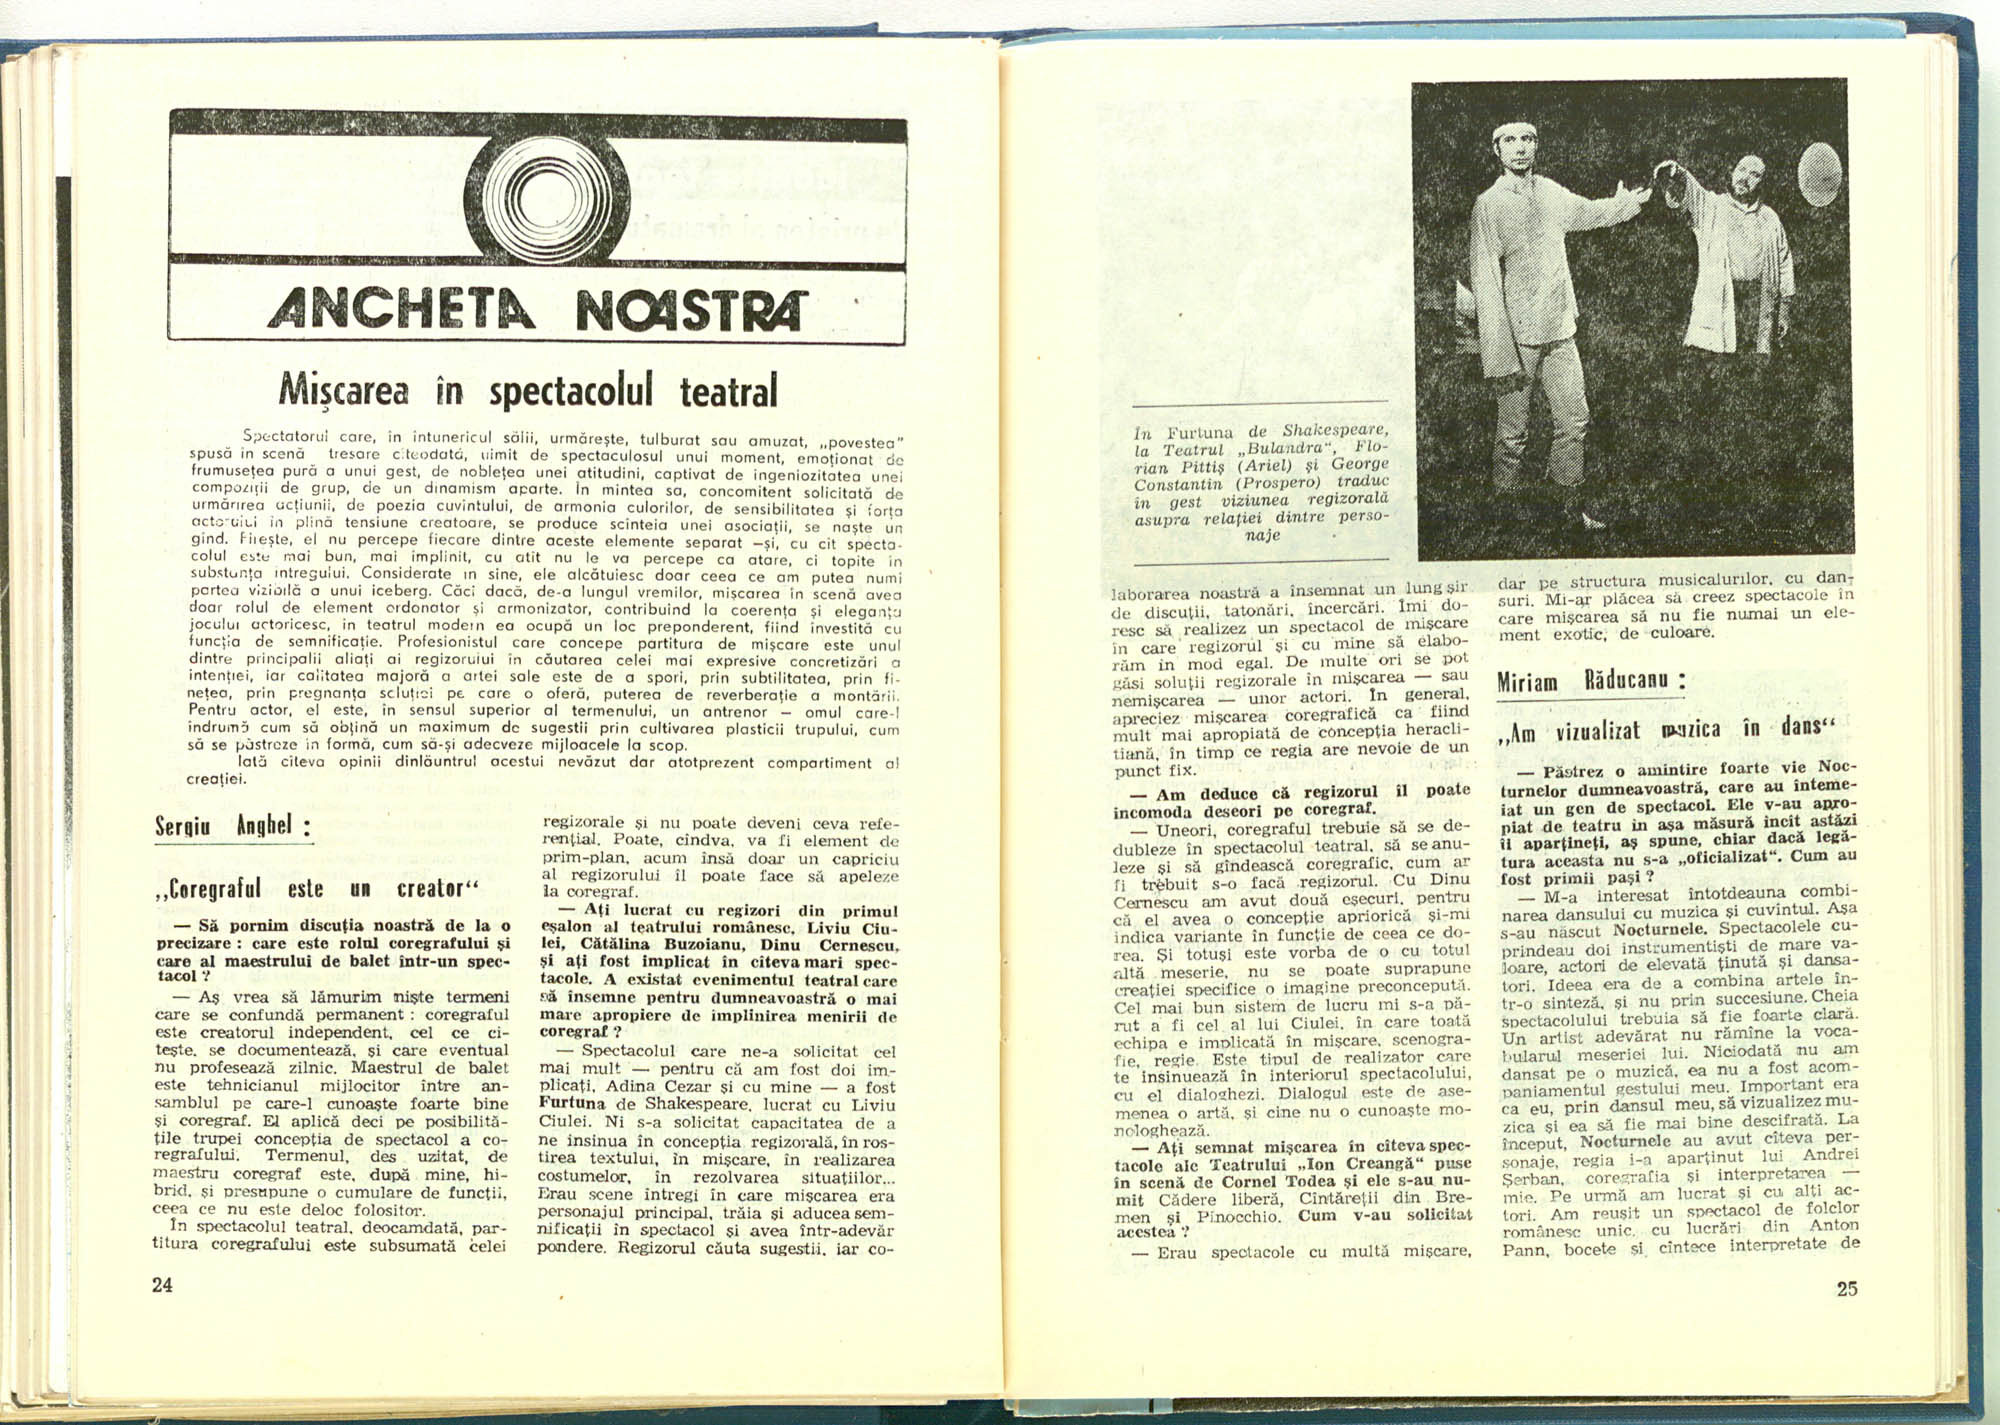 ANCHETA NOASTRĂ
Mişcarea în spectacolul teatral
Spectatorul care, în întunericul sălii, urmăreşte, tulburat sau amuzat, „povestea"
spusă în scenă tresare cîteodată, uimit de spectaculosul unui moment, emoţionat de
frumuseţea pură a unui gest, de nobleţea unei atitudini, captivat de ingeniozitatea unei
compoziţii de grup, de un dinamism aparte. În mintea sa, concomitent solicitată de
urmărirea acţiunii, de poezia cuvîntului, de armonia culorilor, de sensibilitatea şi forţa
actorului în plină tensiune creatoare, se produce scînteia unei asociaţii, se naşte un
gînd. Fireşte, el nu percepe fiecare dintre aceste elemente separat —şi, cu cît specta-
colul este mai bun, mai împlinit, cu atît nu le va percepe ca atare, ci topite în
substanţa întregului. Considerate în sine, ele alcătuiesc doar ceea ce am putea numi
partea vizibilă a unui iceberg. Căci dacă, de-a lungul vremilor, mişcarea în scenă avea
doar rolul de element ordonator şi armonizator, contribuind la coerenţa şi eleganţa
jocului actoricesc, în teatrul modern ea ocupă un loc preponderent, fiind investită cu
funcţia de semnificaţie. Profesionistul care concepe partitura de mişcare este unul
dintre principalii aliaţi ai regizorului în căutarea celei mai expresive concretizări a
intenţiei, iar calitatea majoră a artei sale este de a spori, prin subtilitatea, prin fi-
neţea, prin pregnanţa soluţiei pe care o oferă, puterea de reverberaţie a montării.
Pentru actor, el este, în sensul superior al termenului, un antrenor — omul care-l
îndrumă cum să obţină un maximum de sugestii prin cultivarea plasticii trupului, cum
să se păstreze în formă, cum să-şi adecveze mijloacele la scop.
Iată cîteva opinii dinlăuntrul acestui nevăzut dar atotprezent compartiment al
creaţiei.
Sergiu Anghel :
„Coregraful este un creator“
— Să pornim discuţia noastră de la o
precizare : care este rolul coregrafului şi
care al maestrului de balet într-un spec-
tacol ?
— Aş vrea să lămurim nişte termeni
care se confundă permanent : coregraful
este creatorul independent, cel ce ci-
teşte, se documentează, şi care eventual
nu profesează zilnic. Maestrul de balet
este tehnicianul mijlocitor între an-
samblul pe care-l cunoaşte foarte bine
şi coregraf. El aplică deci pe posibilită-
ţile trupei concepţia de spectacol a co-
regrafului. Termenul, des uzitat, de
maestru coregraf este, după mine, hi-
brid, şi presupune o cumulare de funcţii,
ceea ce nu este deloc folositor.
În spectacolul teatral, deocamdată, par-
titura coregrafului este subsumată celei
regizorale şi nu poate deveni ceva refe-
renţial. Poate, cîndva, va fi element de
prim-plan, acum însă doar un capriciu
al regizorului îl poate face să apeleze
la coregraf.
— Aţi lucrat cu regizori din primul
eşalon al teatrului românesc, Liviu Ciu-
lei, Cătălina Buzoianu, Dinu Cernescu,
şi aţi fost implicat în cîteva mari spec-
tacole. A existat evenimentul teatral care
să însemne pentru dumneavoastră o mai
mare apropiere de împlinirea menirii de
coregraf ?
— Spectacolul care ne-a solicitat cel
mai mult — pentru că am fost doi im-
plicaţi, Adina Cezar şi cu mine — a fost
Furtuna de Shakespeare, lucrat cu Liviu
Ciulei. Ni s-a solicitat capacitatea de a
ne insinua în concepţia regizorală, în ros-
tirea textului, în mişcare, în realizarea
costumelor, în rezolvarea situaţiilor...
Erau scene întregi în care mişcarea era
personajul principal, trăia şi aducea sem-
nificaţii în spectacol şi avea într-adevăr
pondere. Regizorul căuta sugestii, iar co-
24
În Furtuna de Shakespeare,
la Teatrul „Bulandra“, Flo-
rian Pittiş (Ariel) şi George
Constantin (Prospero) traduc
în gest viziunea regizorală
asupra relaţiei dintre perso-
naje
laborarea noastră a însemnat un lung şir
de discuţii, tatonări, încercări. Îmi do-
resc să realizez un spectacol de mişcare
în care regizorul şi cu mine să elabo-
răm în mod egal. De multe ori se pot
găsi soluţii regizorale în mişcarea — sau
nemişcarea — unor actori. În general,
apreciez mişcarea coregrafică ca fiind
mult mai apropiată de concepţia heracli-
tiană, în timp ce regia are nevoie de un
punct fix.
— Am deduce că regizorul îl poate
incomoda deseori pe coregraf.
— Uneori, coregraful trebuie să se de-
dubleze în spectacolul teatral, să se anu-
leze şi să gîndească coregrafic, cum ar
fi trebuit s-o facă regizorul. Cu Dinu
Cernescu am avut două eşecuri, pentru
că el avea o concepţie apriorică şi-mi
indica variante în funcţie de ceea ce do-
rea. Şi totuşi este vorba de o cu totul
altă meserie, nu se poate suprapune
creaţiei specifice o imagine preconcepută.
Cel mai bun sistem de lucru mi s-a pă-
rut a fi cel al lui Ciulei, în care toată
echipa e implicată în mişcare, scenogra-
fie, regie. Este tipul de realizator care
te insinuează în interiorul spectacolului,
cu el dialoghezi. Dialogul este de ase-
menea o artă, şi cine nu o cunoaşte mo-
nologhează.
— Aţi semnat mişcarea în cîteva spec-
tacole ale Teatrului „Ion Creangă“ puse
în scenă de Cornel Todea şi ele s-au nu-
mit Cădere liberă, Cîntăreţii din Bre-
men şi Pinocchio. Cum v-au solicitat
acestea ?
— Erau spectacole cu multă mişcare,
dar pe structura musicalurilor, cu dan-
suri. Mi-ar plăcea să creez spectacole în
care mişcarea să nu fie numai un ele-
ment exotic, de culoare.
Miriam Răducanu :
„Am vizualizat muzica în dans“
— Păstrez o amintire foarte vie Noc-
turnelor dumneavoastră, care au înteme-
iat un gen de spectacol. Ele v-au apro-
piat de teatru în aşa măsură încît astăzi
îi aparţineţi, aş spune, chiar dacă legă-
tura aceasta nu s-a „oficializat“. Cum au
fost primii paşi ?
— M-a interesat întotdeauna combi-
narea dansului cu muzica şi cuvîntul. Aşa
s-au născut Nocturnele. Spectacolele cu-
prindeau doi instrumentişti de mare va-
loare, actori de elevată ţinută şi dansa-
tori. Ideea era de a combina artele în-
tr-o sinteză, şi nu prin succesiune. Cheia
spectacolului trebuia să fie foarte clară.
Un artist adevărat nu rămîne la voca-
bularul meseriei lui. Niciodată nu am
dansat pe o muzică, ea nu a fost acom-
paniamentul gestului meu. Important era
ca eu, prin dansul meu, să vizualizez mu-
zica şi ea să fie mai bine descifrată. La
început, Nocturnele au avut cîteva per-
sonaje, regia i-a aparţinut lui Andrei
Şerban, coregrafia şi interpretarea —
mie. Pe urmă am lucrat şi cu alţi ac-
tori. Am reuşit un spectacol de folclor
românesc unic, cu lucrări din Anton
Pann, bocete şi cîntece interpretate de
25